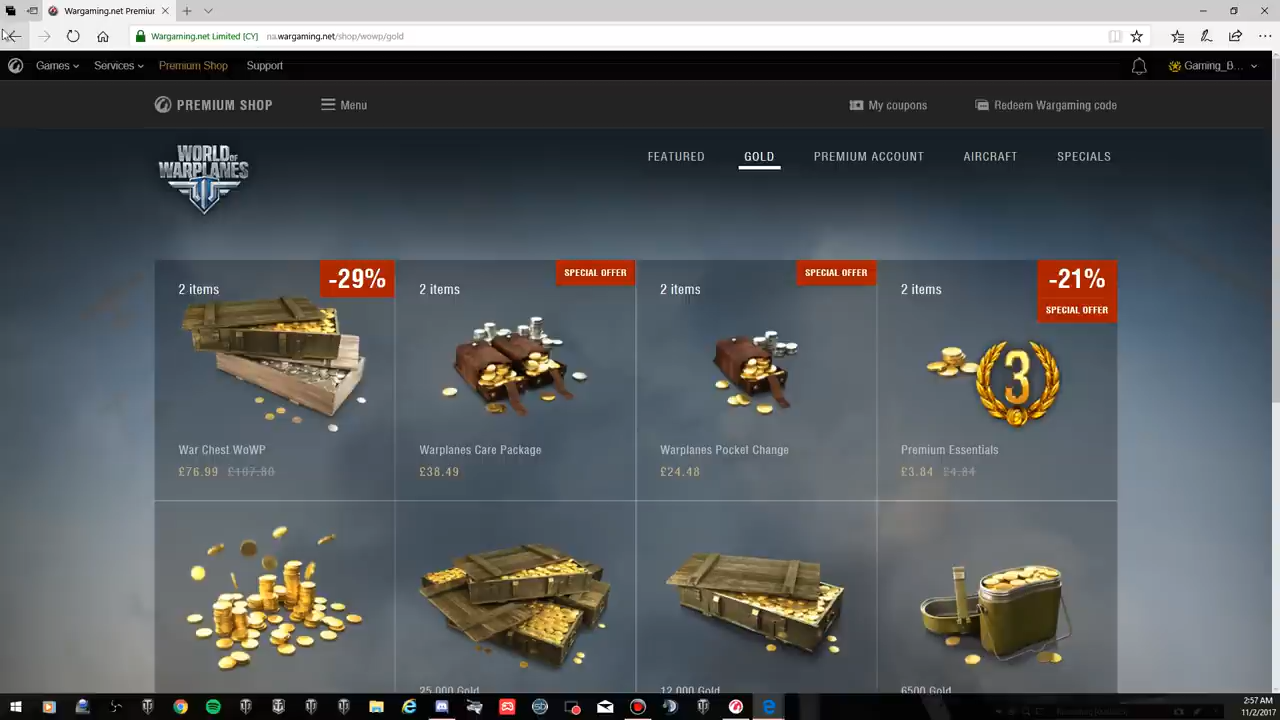 Wargaming.net Premiur
Wargaming.net Limited [CY] na.wargaming.net/shop/wowp/gold
Games Services Premium Shop Support Gaming_B...
PREMIUM SHOP Menu My coupons Redeem Wargaming code
WORLD OF WARPLANES
FEATURED GOLD PREMIUM ACCOUNT AIRCRAFT SPECIALS
2 items -29%
2 items SPECIAL OFFER
2 items SPECIAL OFFER
2 items -21%
SPECIAL OFFER
3
War Chest WoWP
£76.99 £107.80
Warplanes Care Package
£38.49
Warplanes Pocket Change
£24.48
Premium Essentials
£3.84 £4.84
25 000 Gold
12 000 Gold
6500 Gold
2:57 AM
11/2/2017